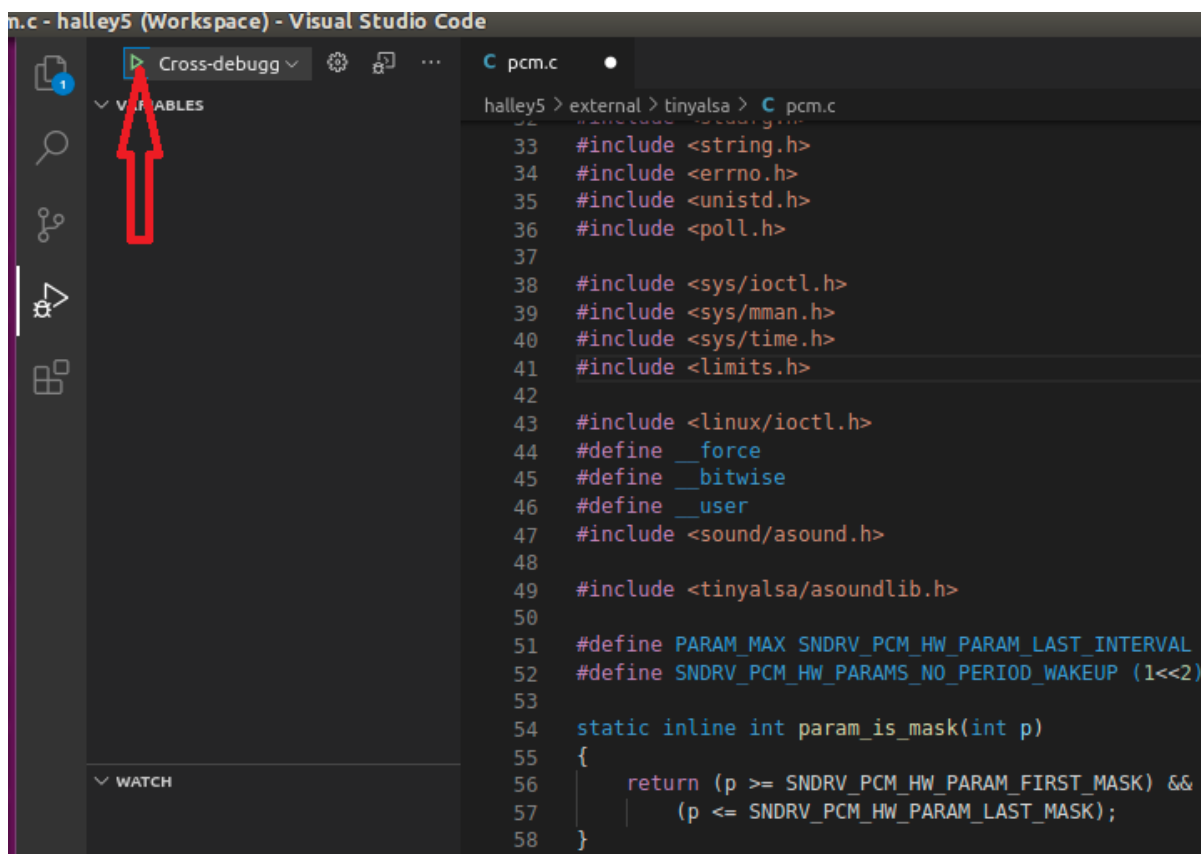 m.c - halley5 (Workspace) - Visual Studio Code
1
Cross-debugg
C pcm.c
VARIABLES
halley5 > external > tinyalsa > C pcm.c
33 #include <string.h>
34 #include <errno.h>
35 #include <unistd.h>
36 #include <poll.h>
37
38 #include <sys/ioctl.h>
39 #include <sys/mman.h>
40 #include <sys/time.h>
41 #include <limits.h>
42
43 #include <linux/ioctl.h>
44 #define __force
45 #define __bitwise
46 #define __user
47 #include <sound/asound.h>
48
49 #include <tinyalsa/asoundlib.h>
50
51 #define PARAM_MAX SNDRV_PCM_HW_PARAM_LAST_INTERVAL
52 #define SNDRV_PCM_HW_PARAMS_NO_PERIOD_WAKEUP (1<<2)
53
54 static inline int param_is_mask(int p)
55 {
56 return (p >= SNDRV_PCM_HW_PARAM_FIRST_MASK) &&
57 (p <= SNDRV_PCM_HW_PARAM_LAST_MASK);
58 }
WATCH